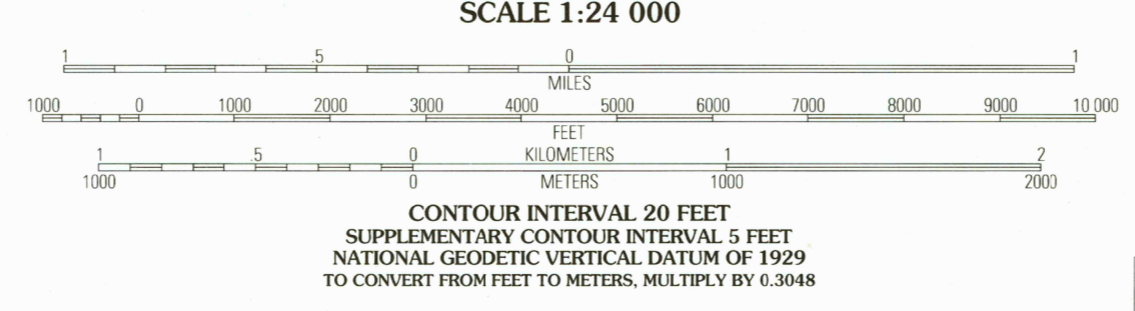 SCALE 1:24 000
1 .5 0 1
MILES
1000 0 1000 2000 3000 4000 5000 6000 7000 8000 9000 10 000
FEET
1 .5 0 KILOMETERS 1 2
1000 0 METERS 1000 2000
CONTOUR INTERVAL 20 FEET
SUPPLEMENTARY CONTOUR INTERVAL 5 FEET
NATIONAL GEODETIC VERTICAL DATUM OF 1929
TO CONVERT FROM FEET TO METERS, MULTIPLY BY 0.3048